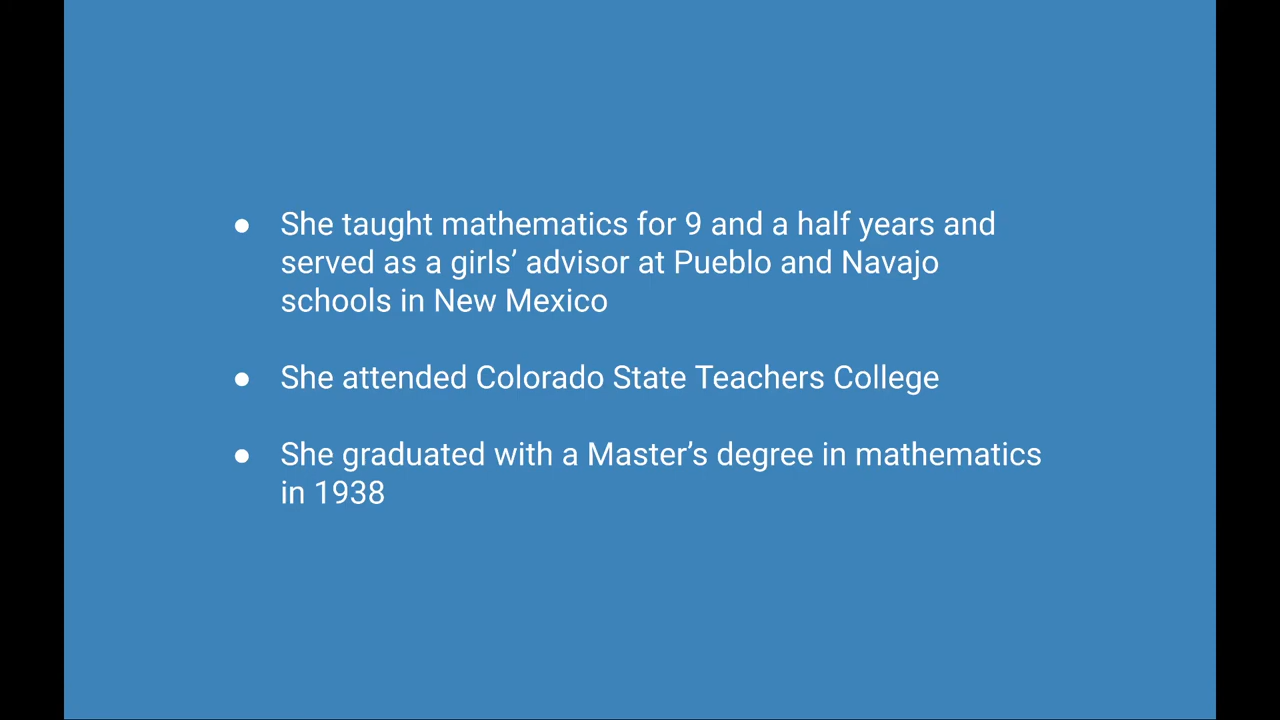 ● She taught mathematics for 9 and a half years and
served as a girls’ advisor at Pueblo and Navajo
schools in New Mexico
● She attended Colorado State Teachers College
● She graduated with a Master’s degree in mathematics
in 1938